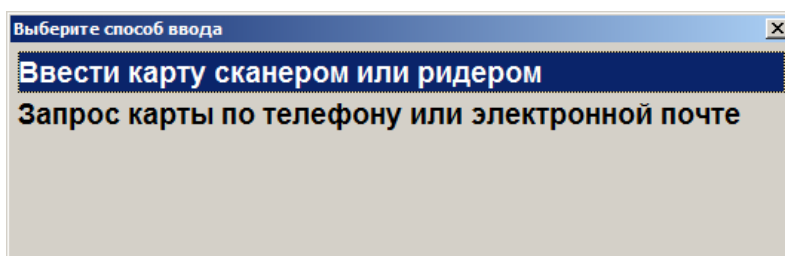 Выберите способ ввода
Ввести карту сканером или ридером
Запрос карты по телефону или электронной почте